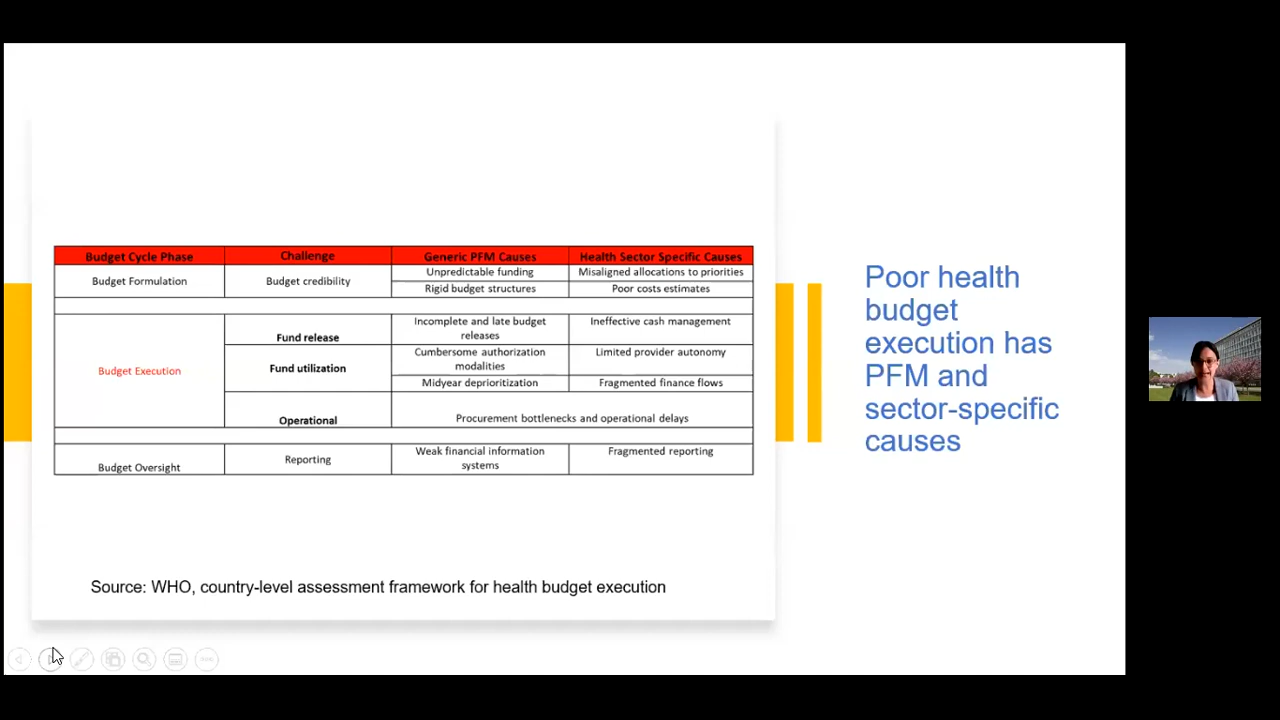 Budget Cycle Phase Challenge Generic PFM Causes Health Sector Specific Causes
Budget Formulation Budget credibility Unpredictable funding Misaligned allocations to priorities
Rigid budget structures Poor costs estimates
Budget Execution
Fund release
Incomplete and late budget
releases
Ineffective cash management
Fund utilization
Cumbersome authorization
modalities
Limited provider autonomy
Midyear deprioritization Fragmented finance flows
Operational Procurement bottlenecks and operational delays
Budget Oversight
Reporting
Weak financial information
systems
Fragmented reporting
Source: WHO, country-level assessment framework for health budget execution
Poor health
budget
execution has
PFM and
sector-specific
causes